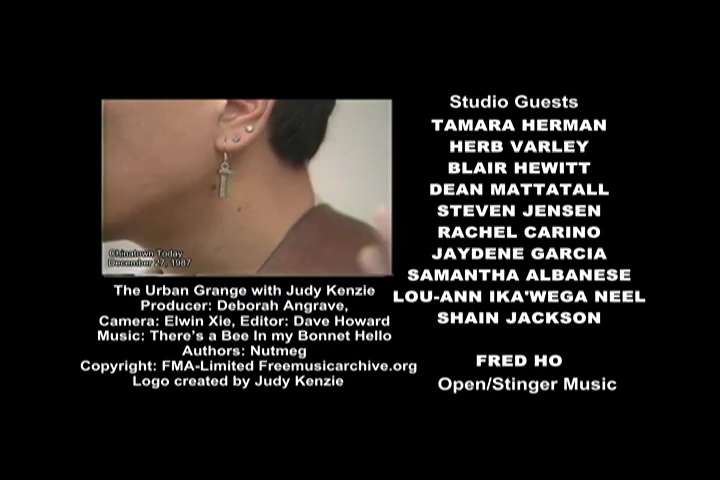 Chinatown Today
December 27, 1987
The Urban Grange with Judy Kenzie
Producer: Deborah Angrave,
Camera: Elwin Xie, Editor: Dave Howard
Music: There's a Bee In my Bonnet Hello
Authors: Nutmeg
Copyright: FMA-Limited Freemusicarchive.org
Logo created by Judy Kenzie
Studio Guests
TAMARA HERMAN
HERB VARLEY
BLAIR HEWITT
DEAN MATTATALL
STEVEN JENSEN
RACHEL CARINO
JAYDENE GARCIA
SAMANTHA ALBANESE
LOU-ANN IKA'WEGA NEEL
SHAIN JACKSON
FRED HO
Open/Stinger Music